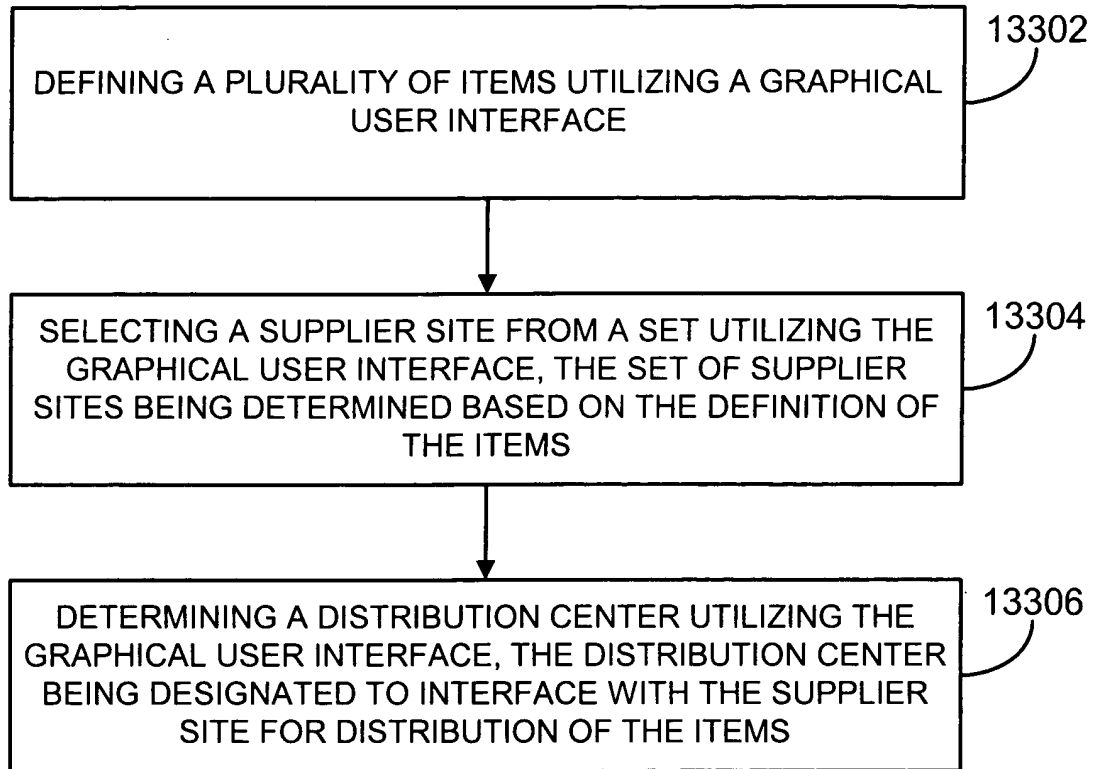 13302
DEFINING A PLURALITY OF ITEMS UTILIZING A GRAPHICAL
USER INTERFACE
13304
SELECTING A SUPPLIER SITE FROM A SET UTILIZING THE
GRAPHICAL USER INTERFACE, THE SET OF SUPPLIER
SITES BEING DETERMINED BASED ON THE DEFINITION OF
THE ITEMS
13306
DETERMINING A DISTRIBUTION CENTER UTILIZING THE
GRAPHICAL USER INTERFACE, THE DISTRIBUTION CENTER
BEING DESIGNATED TO INTERFACE WITH THE SUPPLIER
SITE FOR DISTRIBUTION OF THE ITEMS